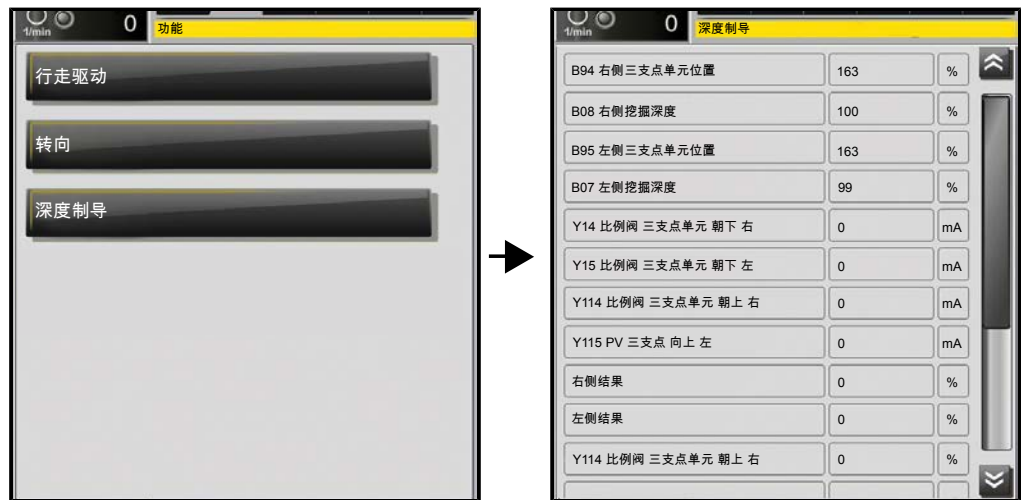 1/min 0 功能
行走驱动
转向
深度制导
1/min 0 深度制导
B94 右侧三支点单元位置 163 %
B08 右侧挖掘深度 100 %
B95 左侧三支点单元位置 163 %
B07 左侧挖掘深度 99 %
Y14 比例阀 三支点单元 朝下 右 0 mA
Y15 比例阀 三支点单元 朝下 左 0 mA
Y114 比例阀 三支点单元 朝上 右 0 mA
Y115 PV 三支点 向上 左 0 mA
右侧结果 0 %
左侧结果 0 %
Y114 比例阀 三支点单元 朝上 右 0 %